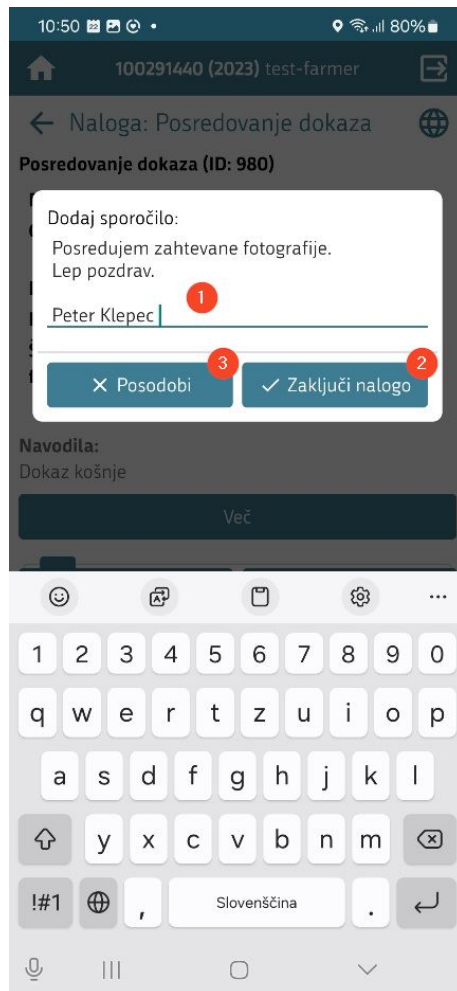 10:50
80%
100291440 (2023) test-farmer
Naloga: Posredovanje dokaza
Posredovanje dokaza (ID: 980)
Dodaj sporočilo:
Posredujem zahtevane fotografije.
Lep pozdrav.
1
Peter Klepec
3
2
Posodobi
Zaključi nalogo
Navodila:
Dokaz košnje
Več
1 2 3 4 5 6 7 8 9 0
q w e r t z u i o p
a s d f g h j k l
y x c v b n m
!#1 , Slovenščina .